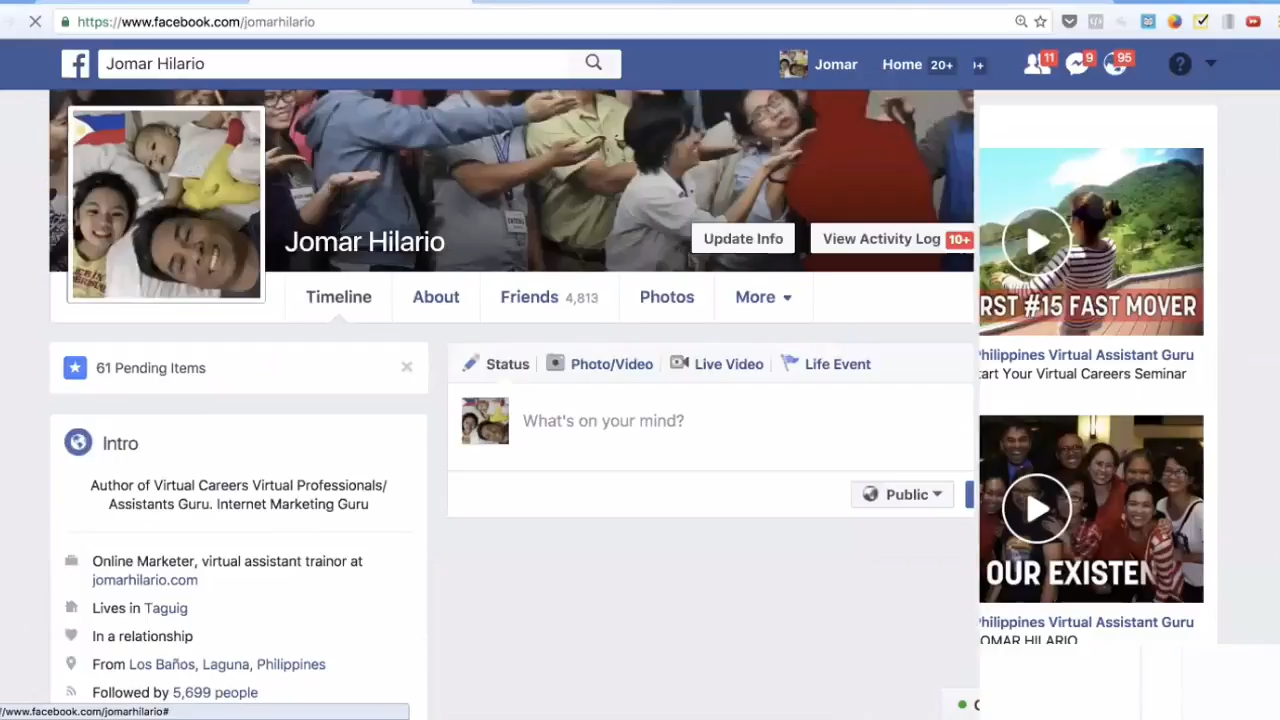 https://www.facebook.com/jomarhilario
Jomar Hilario
Jomar
Home 20+
11
9
95
Jomar Hilario
Update Info
View Activity Log 10+
Timeline
About
Friends 4,813
Photos
More
61 Pending Items
Status
Photo/Video
Live Video
Life Event
What's on your mind?
Public
Intro
Author of Virtual Careers Virtual Professionals/
Assistants Guru. Internet Marketing Guru
Online Marketer, virtual assistant trainor at
jomarhilario.com
Lives in Taguig
In a relationship
From Los Baños, Laguna, Philippines
Followed by 5,699 people
/www.facebook.com/jomarhilario#
RST #15 FAST MOVER
hilippines Virtual Assistant Guru
tart Your Virtual Careers Seminar
OUR EXISTEN
hilippines Virtual Assistant Guru
OMAR HILARIO